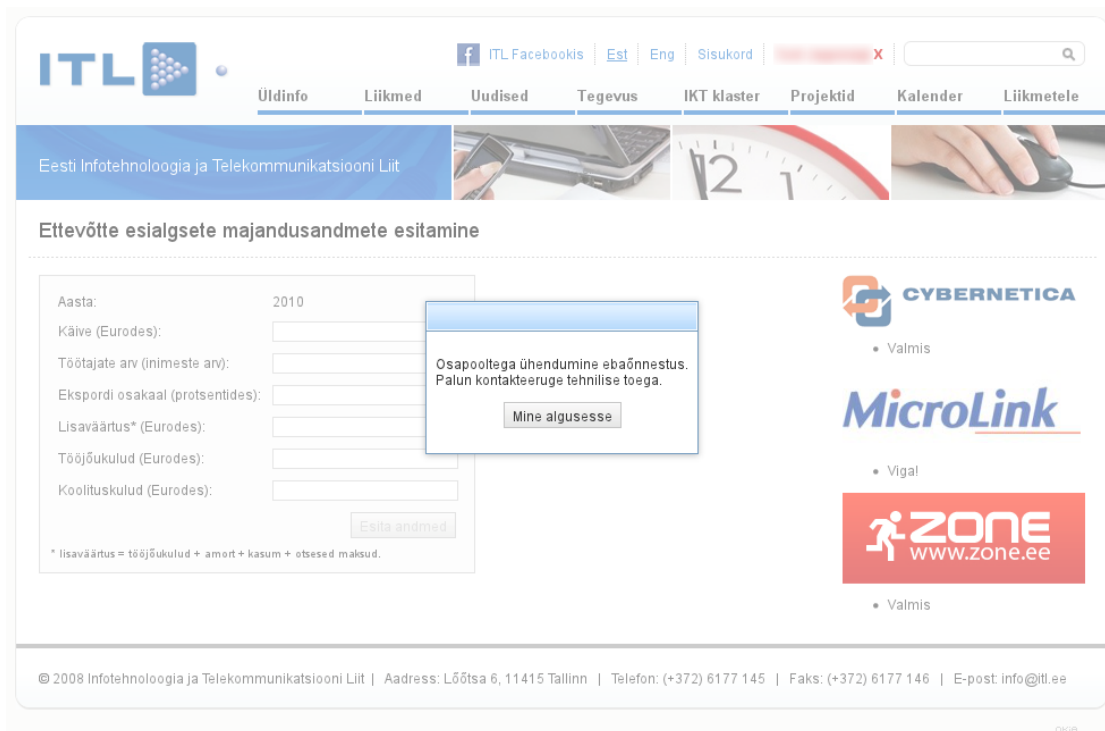 ITL
ITL Facebookis Est Eng Sisukord X
Üldinfo Liikmed Uudised Tegevus IKT klaster Projektid Kalender Liikmetele
Eesti Infotehnoloogia ja Telekommunikatsiooni Liit
12
1
Ettevõtte esialgsete majandusandmete esitamine
Aasta: 2010
Käive (Eurodes):
Töötajate arv (inimeste arv):
Ekspordi osakaal (protsentides):
Lisaväärtus* (Eurodes):
Tööjõukulud (Eurodes):
Koolituskulud (Eurodes):
Esita andmed
* lisaväärtus = tööjõukulud + amort + kasum + otsesed maksud.
Osapooltega ühendumine ebaõnnestus.
Palun kontakteeruge tehnilise toega.
Mine algusesse
CYBERNETICA
• Valmis
MicroLink
• Viga!
ZONE
www.zone.ee
• Valmis
© 2008 Infotehnoloogia ja Telekommunikatsiooni Liit | Aadress: Lõõtsa 6, 11415 Tallinn | Telefon: (+372) 6177 145 | Faks: (+372) 6177 146 | E-post: info@itl.ee